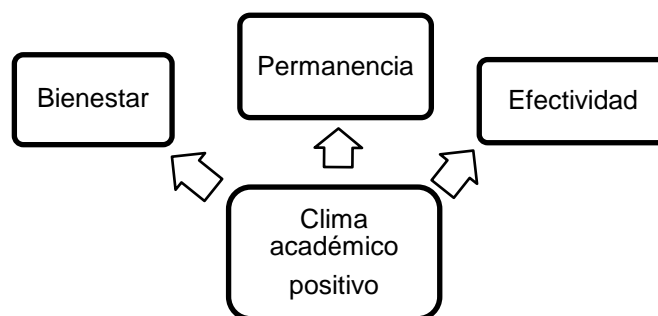 Permanencia
Bienestar
Efectividad
Clima
académico
positivo